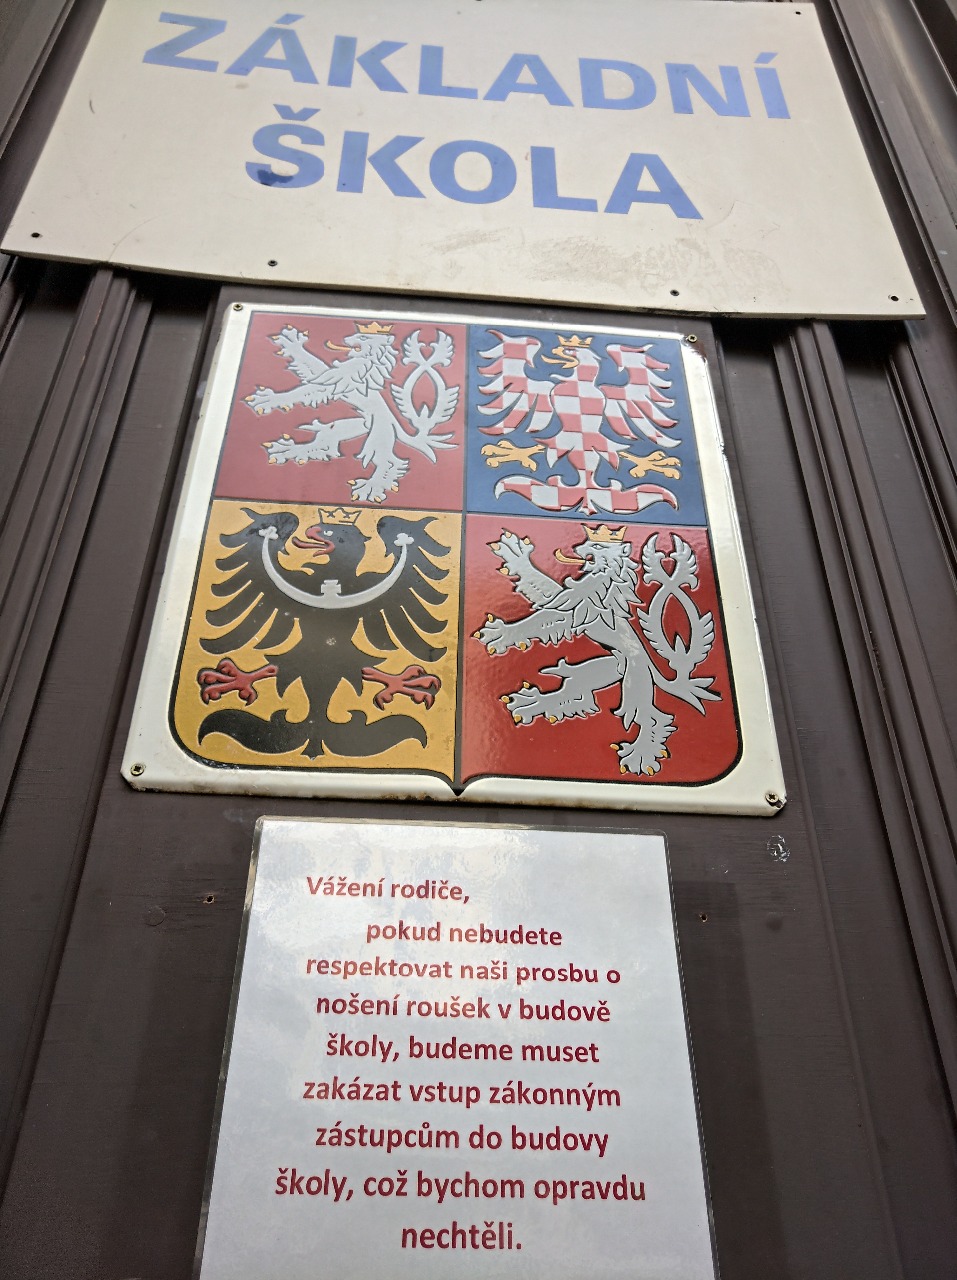 ZÁKLADNÍ
ŠKOLA
Vážení rodiče,
pokud nebudete
respektovat naši prosbu o
nošení roušek v budově
školy, budeme muset
zakázat vstup zákonným
zástupcům do budovy
školy, což bychom opravdu
nechtěli.